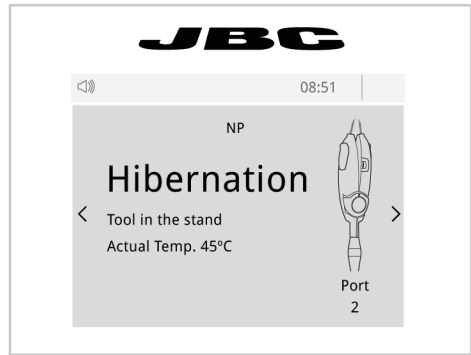 JBC
08:51
NP
Hibernation
Tool in the stand
Actual Temp. 45ºC
Port
2